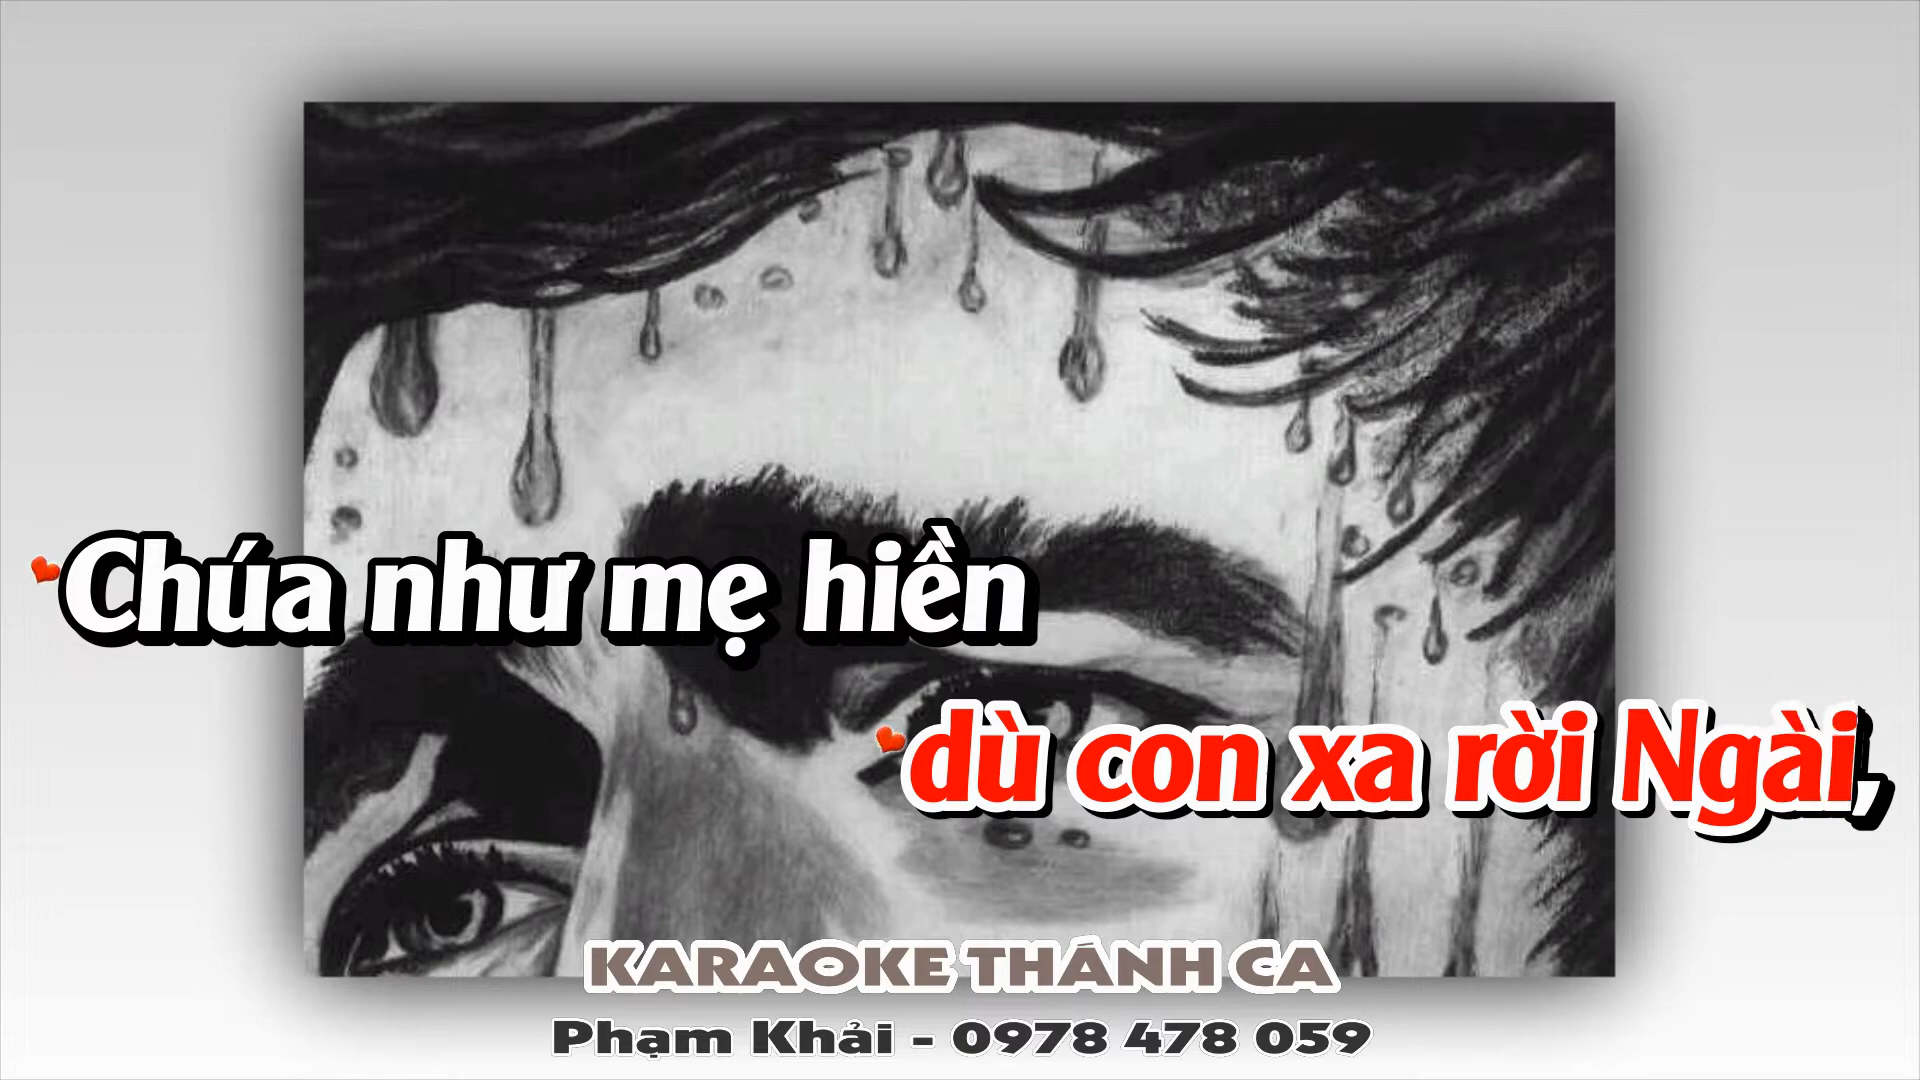 Chúa như mẹ hiền
dù con xa rời Ngài,
KARAOKE THÁNH CA
Phạm Khải - 0978 478 059